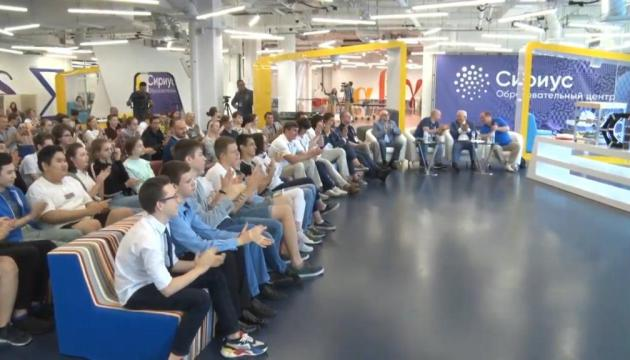 Сириус
Сириус
Образовательный центр